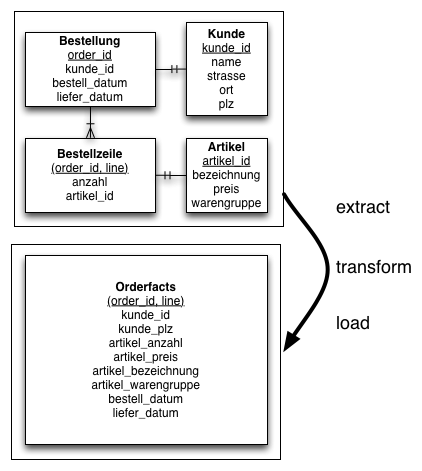 Bestellung
order_id
kunde_id
bestell_datum
liefer_datum
Kunde
kunde_id
name
strasse
ort
plz
Bestellzeile
(order_id, line)
anzahl
artikel_id
Artikel
artikel_id
bezeichnung
preis
warengruppe
extract
transform
load
Orderfacts
(order_id, line)
kunde_id
kunde_plz
artikel_anzahl
artikel_preis
artikel_bezeichnung
artikel_warengruppe
bestell_datum
liefer_datum